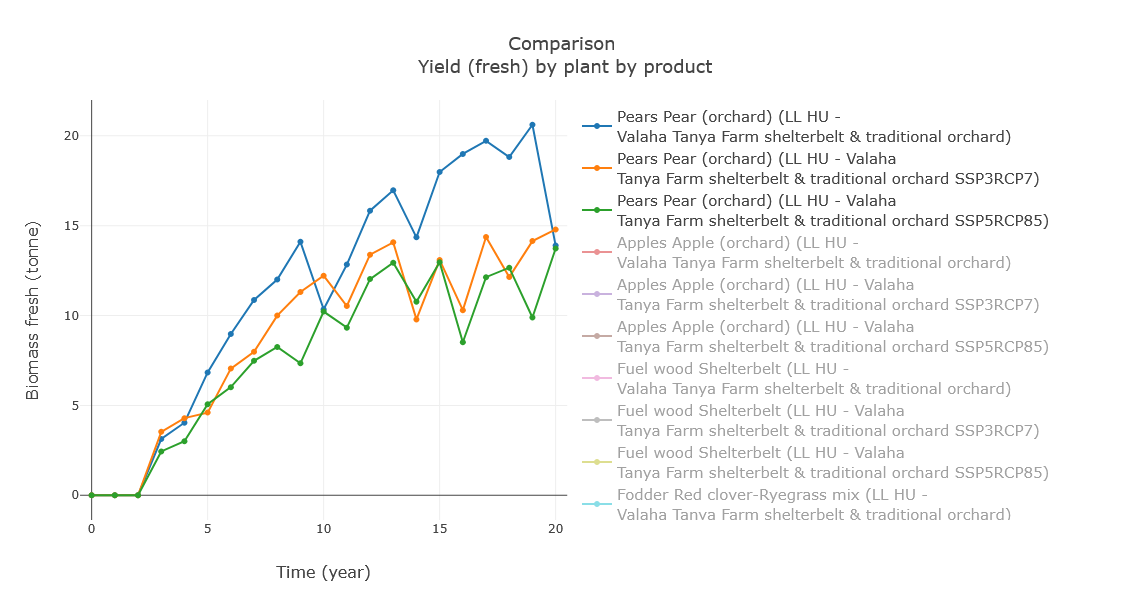 Comparison
Yield (fresh) by plant by product
Biomass fresh (tonne)
20
15
10
5
0
0
5
10
15
20
Time (year)
Pears Pear (orchard) (LL HU -
Valaha Tanya Farm shelterbelt & traditional orchard)
Pears Pear (orchard) (LL HU - Valaha
Tanya Farm shelterbelt & traditional orchard SSP3RCP7)
Pears Pear (orchard) (LL HU - Valaha
Tanya Farm shelterbelt & traditional orchard SSP5RCP85)
Apples Apple (orchard) (LL HU -
Valaha Tanya Farm shelterbelt & traditional orchard)
Apples Apple (orchard) (LL HU - Valaha
Tanya Farm shelterbelt & traditional orchard SSP3RCP7)
Apples Apple (orchard) (LL HU - Valaha
Tanya Farm shelterbelt & traditional orchard SSP5RCP85)
Fuel wood Shelterbelt (LL HU -
Valaha Tanya Farm shelterbelt & traditional orchard)
Fuel wood Shelterbelt (LL HU - Valaha
Tanya Farm shelterbelt & traditional orchard SSP3RCP7)
Fuel wood Shelterbelt (LL HU - Valaha
Tanya Farm shelterbelt & traditional orchard SSP5RCP85)
Fodder Red clover-Ryegrass mix (LL HU -
Valaha Tanya Farm shelterbelt & traditional orchard)